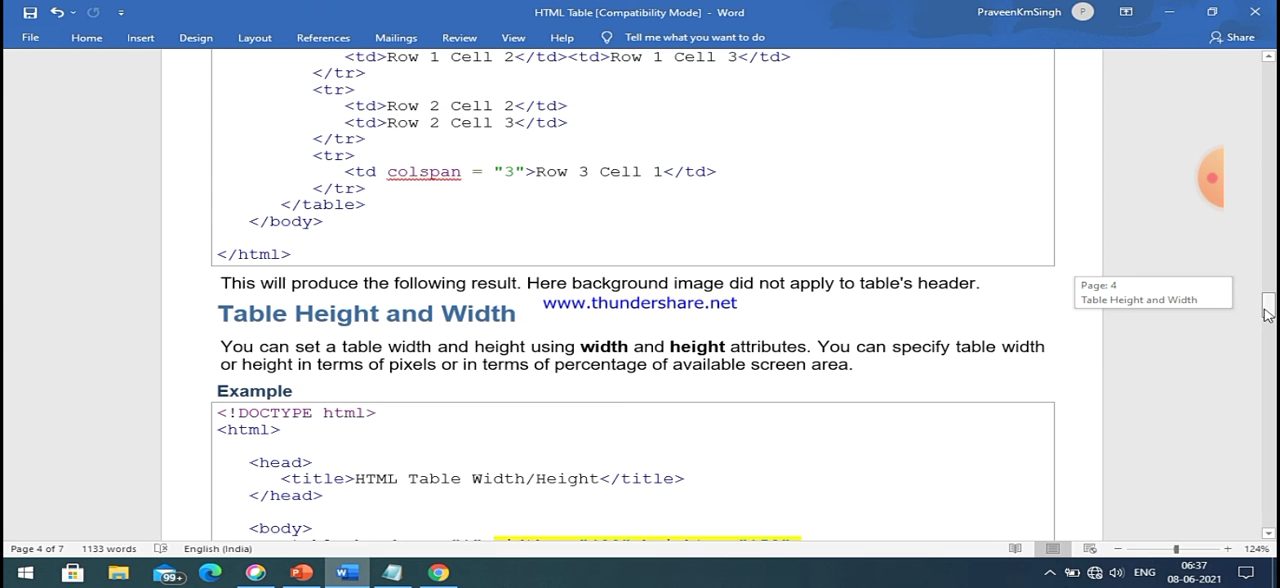 HTML Table [Compatibility Mode] - Word
PraveenKmSingh P
File Home Insert Design Layout References Mailings Review View Help Tell me what you want to do Share
<td>Row 1 Cell 2</td><td>Row 1 Cell 3</td>
</tr>
<tr>
<td>Row 2 Cell 2</td>
<td>Row 2 Cell 3</td>
</tr>
<tr>
<td colspan = "3">Row 3 Cell 1</td>
</tr>
</table>
</body>
</html>
This will produce the following result. Here background image did not apply to table's header.
www.thundershare.net
Page: 4
Table Height and Width
Table Height and Width
You can set a table width and height using width and height attributes. You can specify table width
or height in terms of pixels or in terms of percentage of available screen area.
Example
<!DOCTYPE html>
<html>
<head>
<title>HTML Table Width/Height</title>
</head>
<body>
Page 4 of 7 1133 words English (India) 124%
99+ ENG 06:37
08-06-2021